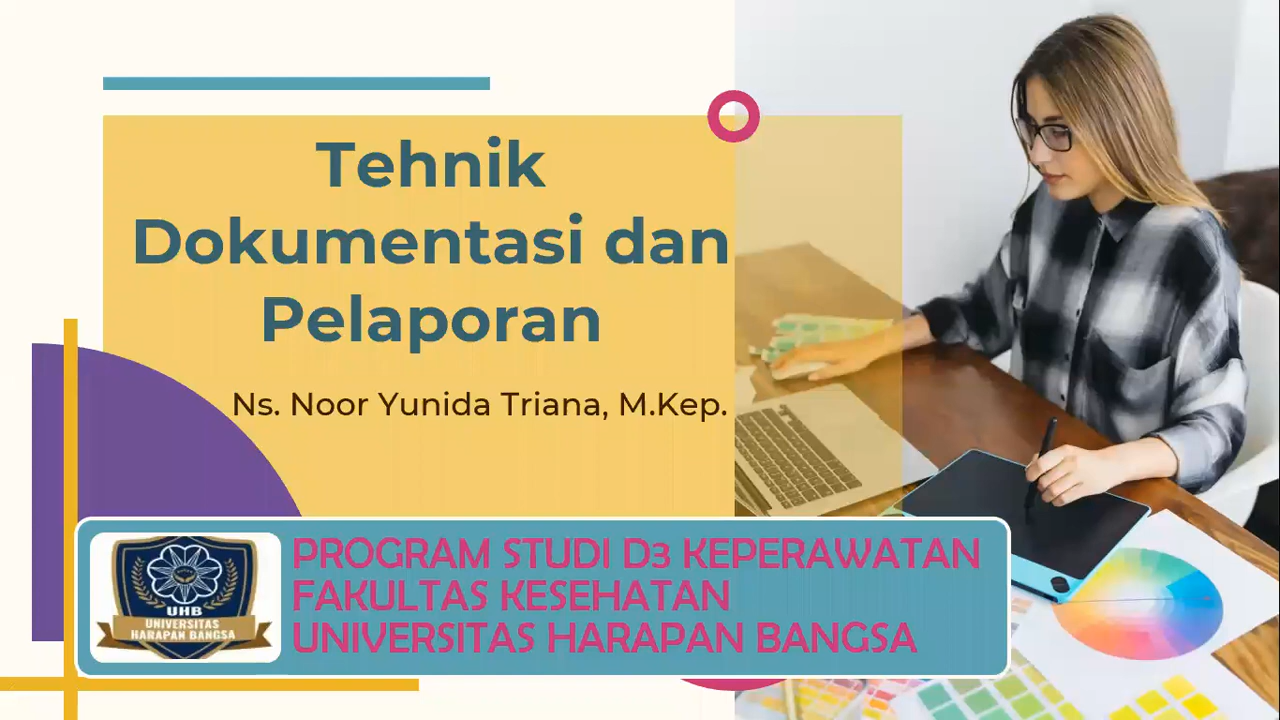 Tehnik
Dokumentasi dan
Pelaporan
Ns. Noor Yunida Triana, M.Kep.
UHB
UNIVERSITAS
HARAPAN BANGSA
PROGRAM STUDI D3 KEPERAWATAN
FAKULTAS KESEHATAN
UNIVERSITAS HARAPAN BANGSA